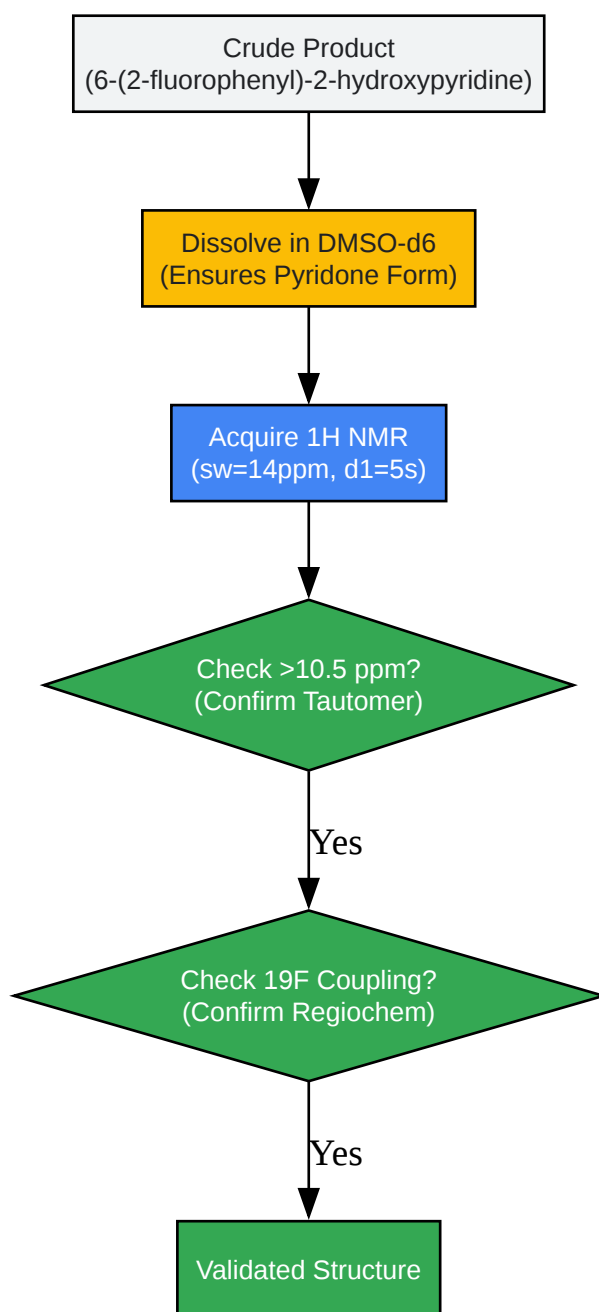 Crude Product
(6-(2-fluorophenyl)-2-hydroxypyridine)
Dissolve in DMSO-d6
(Ensures Pyridone Form)
Acquire 1H NMR
(sw=14ppm, d1=5s)
Check >10.5 ppm?
(Confirm Tautomer)
Yes
Check 19F Coupling?
(Confirm Regiochem)
Yes
Validated Structure